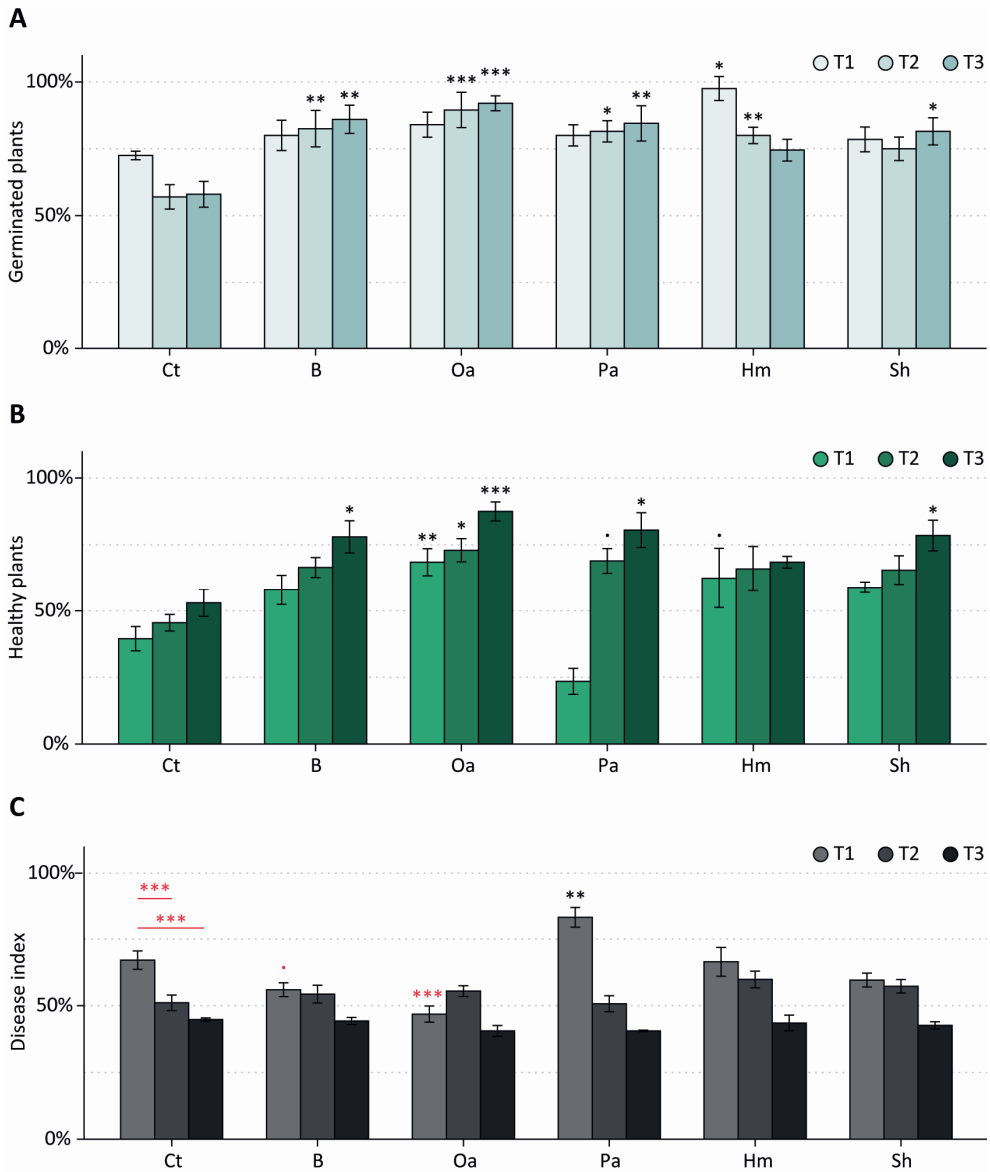 A
T1 T2 T3
Germinated plants
100%
50%
0%
* 
** ** *** *** * ** ** *
Ct B Oa Pa Hm Sh
B
T1 T2 T3
Healthy plants
100%
50%
0%
* ** * *** . * . *
Ct B Oa Pa Hm Sh
C
T1 T2 T3
Disease index
100%
50%
0%
***
***
. *** **
Ct B Oa Pa Hm Sh